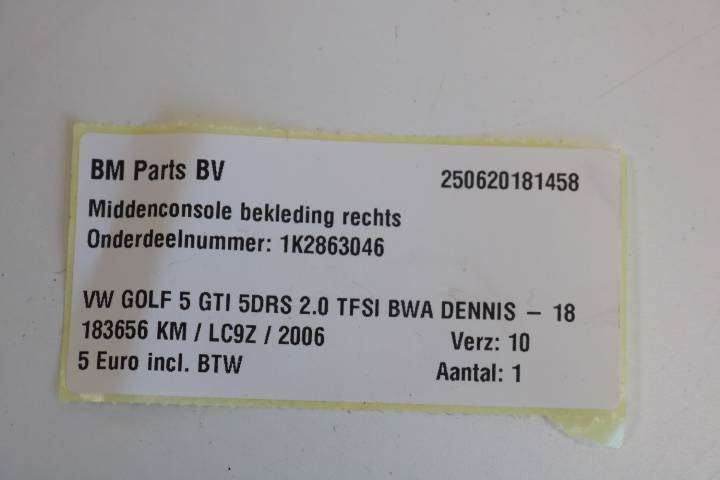 BM Parts BV 250620181458
Middenconsole bekleding rechts
Onderdeelnummer: 1K2863046
VW GOLF 5 GTI 5DRS 2.0 TFSI BWA DENNIS – 18
183656 KM / LC9Z / 2006 Verz: 10
5 Euro incl. BTW Aantal: 1